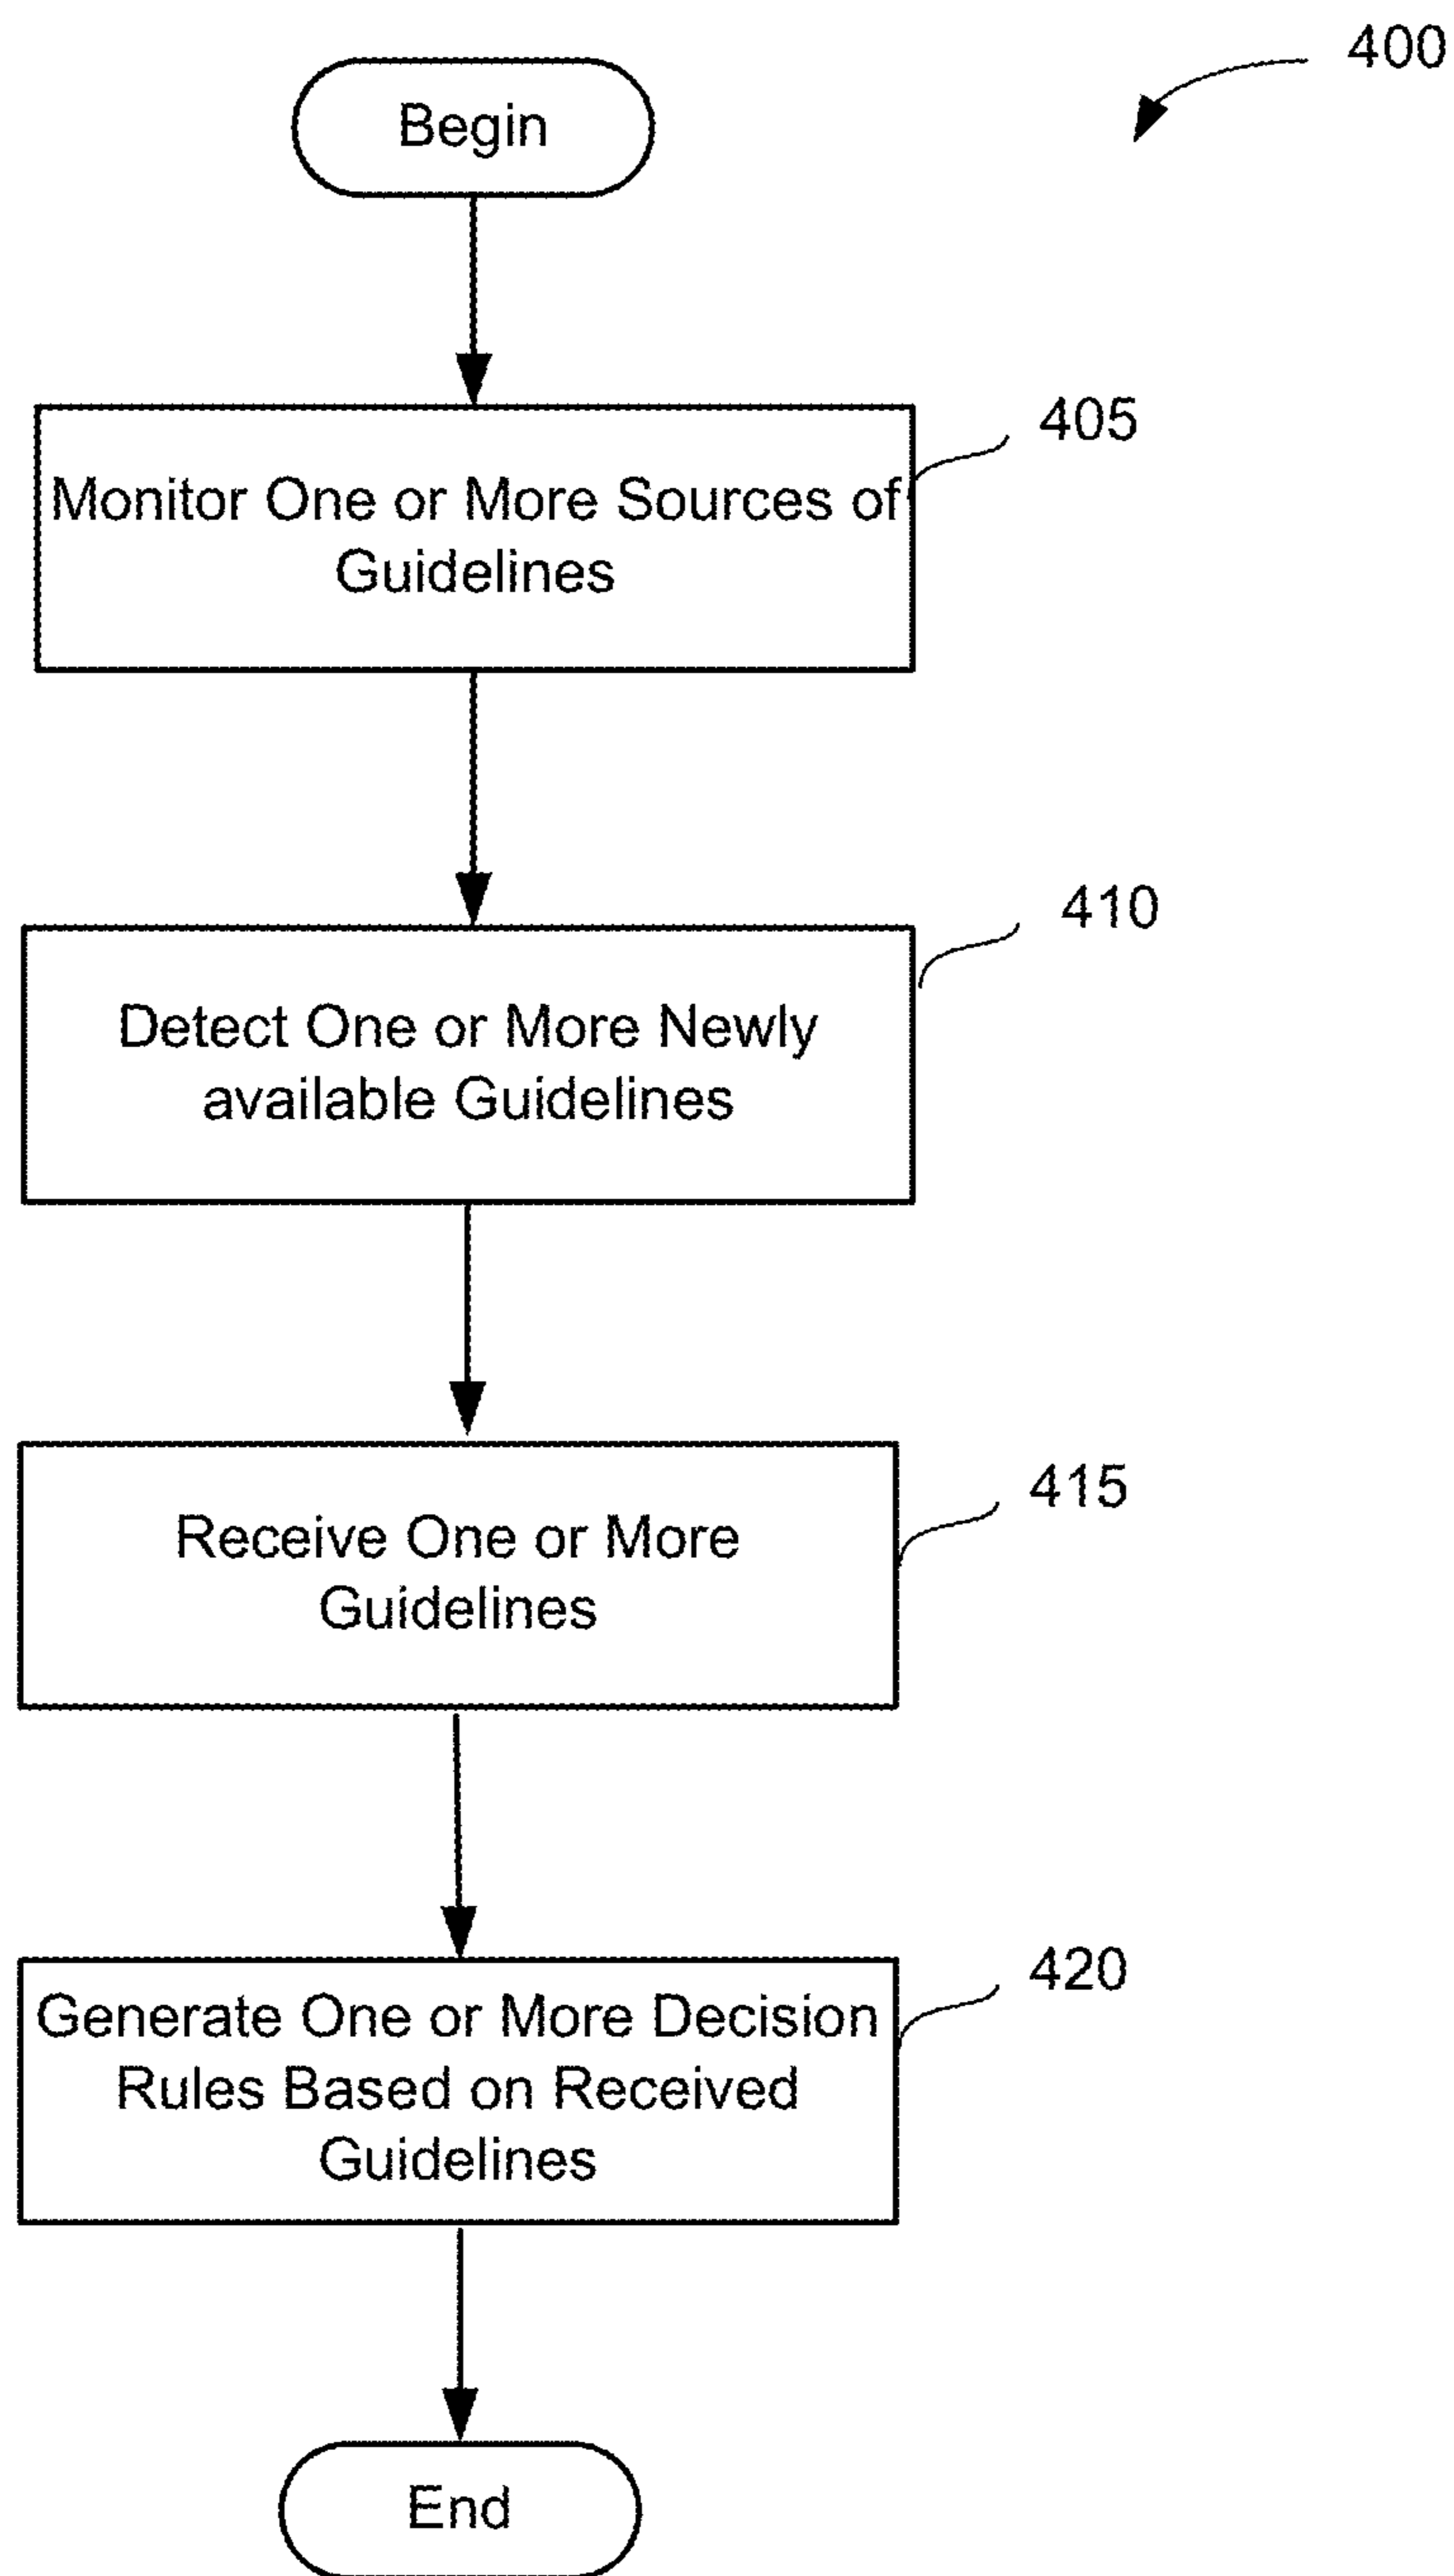 400
Begin
405
Monitor One or More Sources of
Guidelines
410
Detect One or More Newly
available Guidelines
415
Receive One or More
Guidelines
420
Generate One or More Decision
Rules Based on Received
Guidelines
End